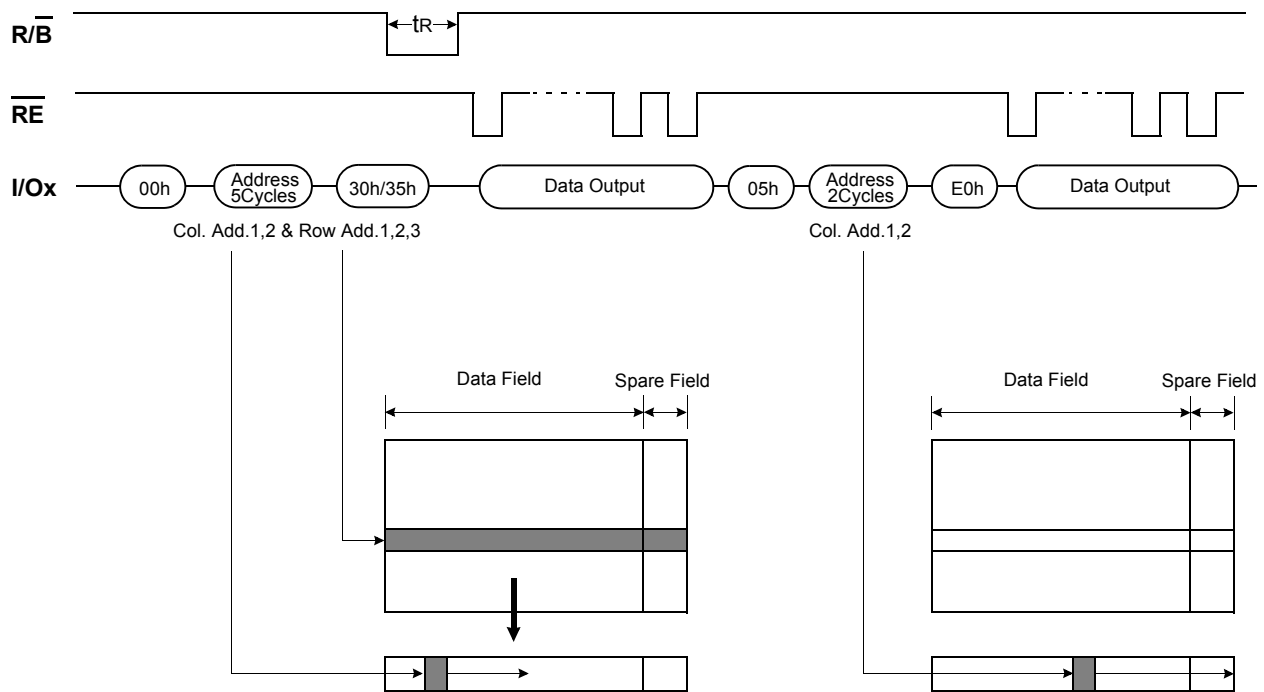 R/B̅
tR
R̅E̅
I/Ox
00h
Address
5Cycles
30h/35h
Data Output
05h
Address
2Cycles
E0h
Data Output
Col. Add.1,2 & Row Add.1,2,3
Col. Add.1,2
Data Field
Spare Field
Data Field
Spare Field